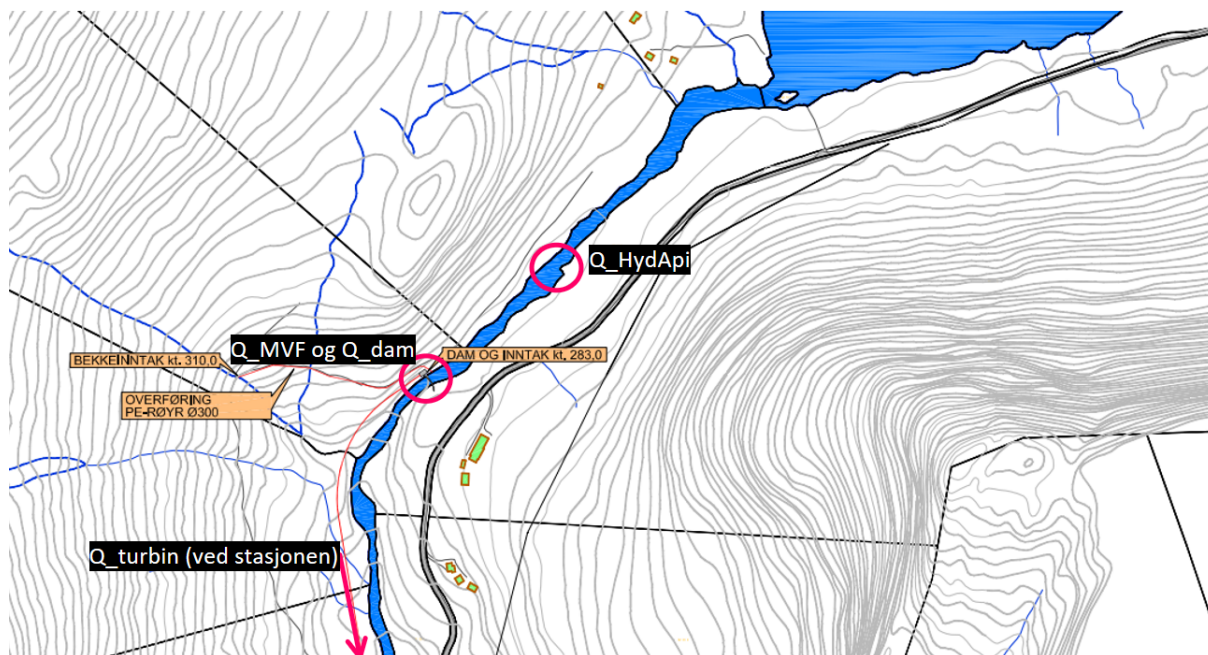 Q_HydApi
Q_MVF og Q_dam
DAM OG INNTAK kt. 283,0
BEKKEINNTAK kt. 310,0
OVERFØRING
PE-RØYR Ø300
Q_turbin (ved stasjonen)